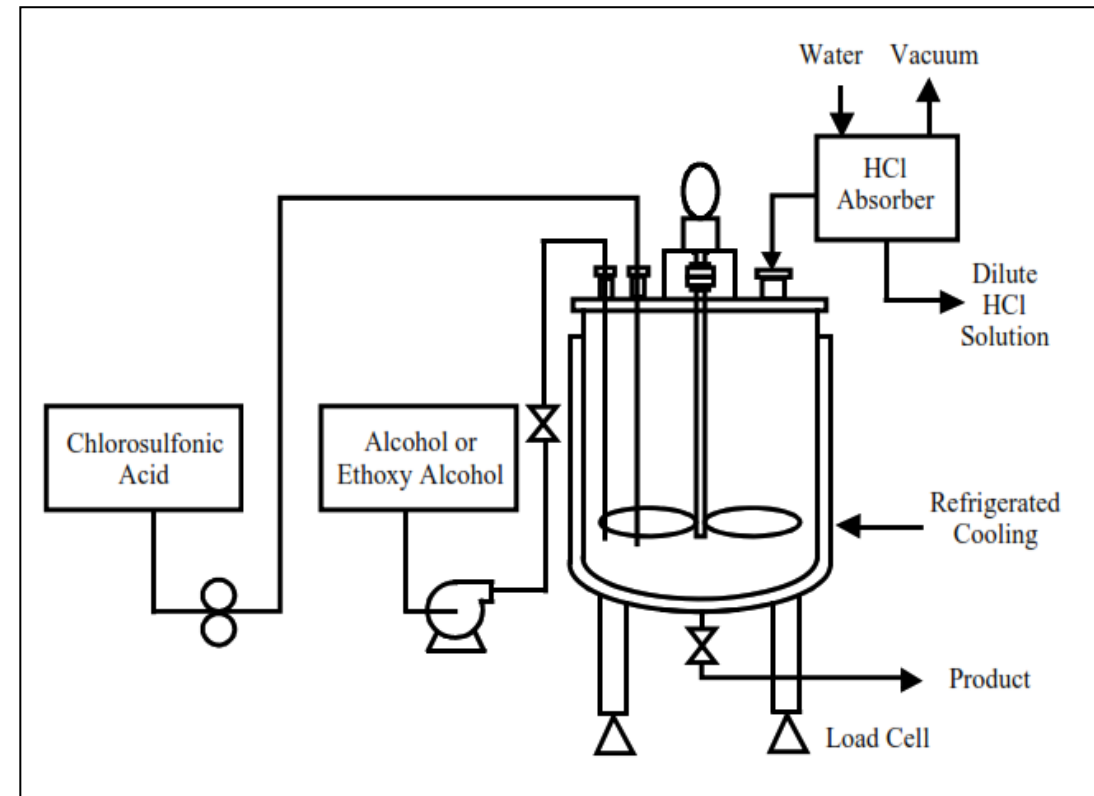 Water
Vacuum
HCl
Absorber
Dilute
HCl
Solution
Chlorosulfonic
Acid
Alcohol or
Ethoxy Alcohol
Refrigerated
Cooling
Product
Load Cell